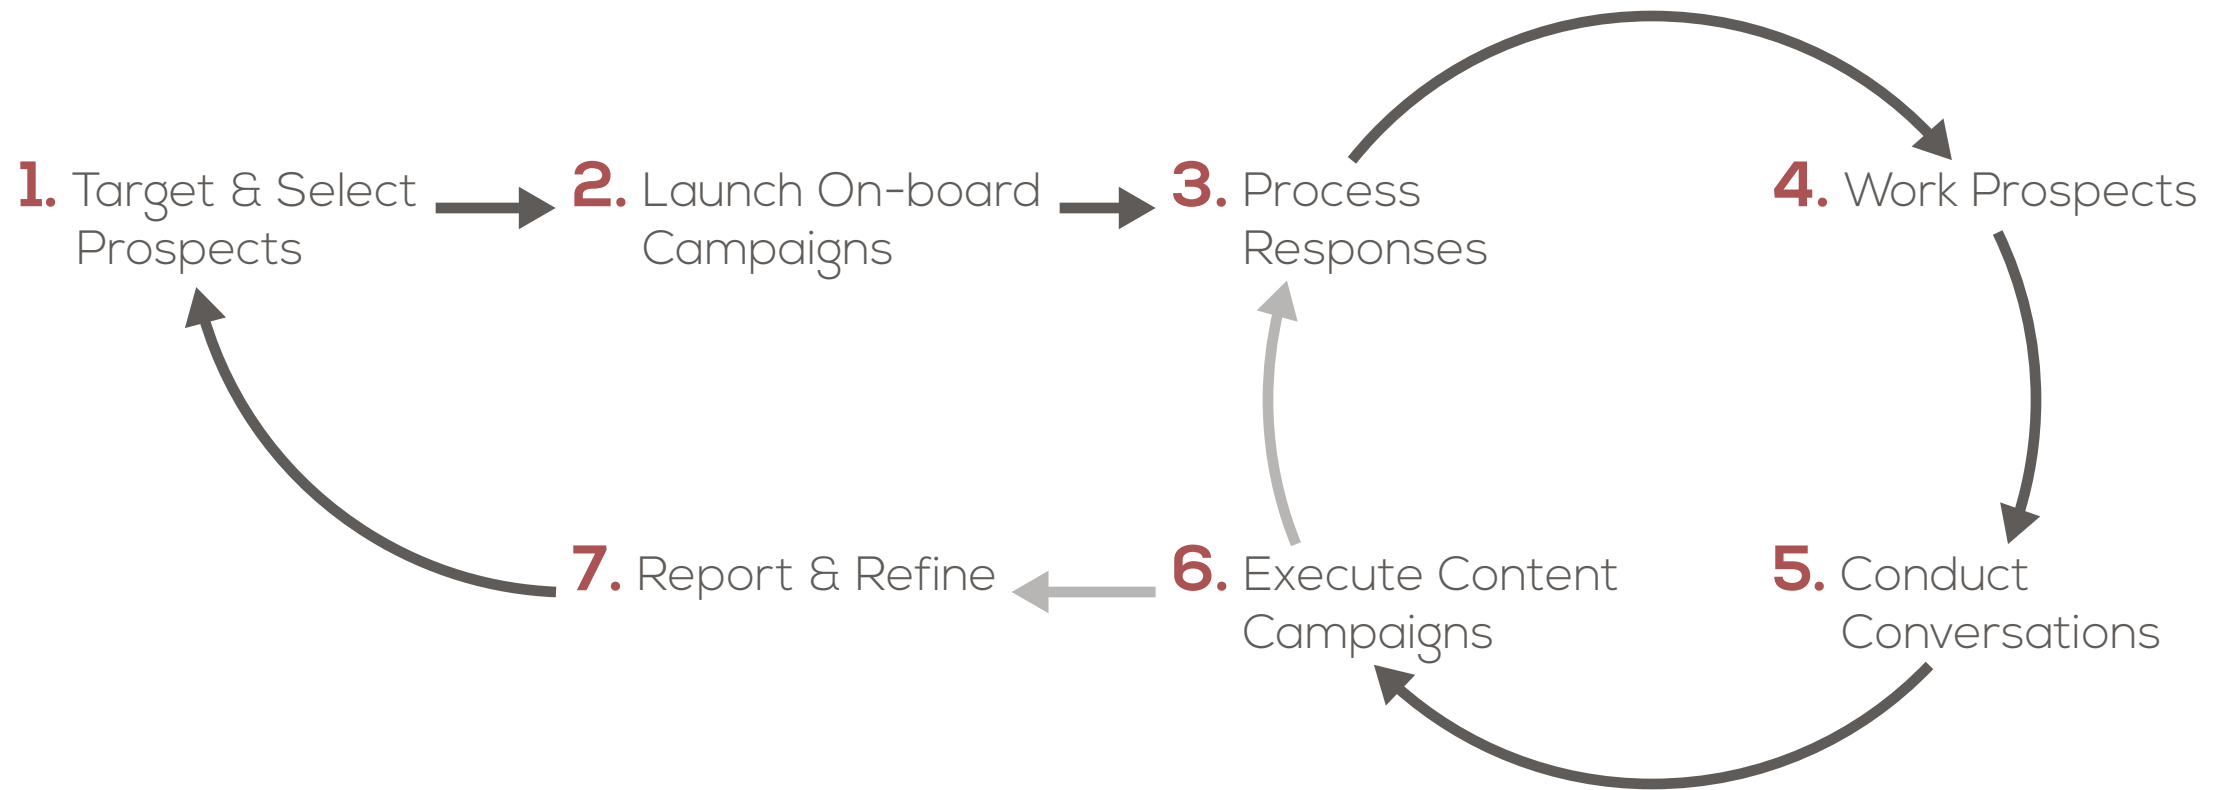 1. Target & Select
Prospects
2. Launch On-board
Campaigns
3. Process
Responses
4. Work Prospects
5. Conduct
Conversations
6. Execute Content
Campaigns
7. Report & Refine